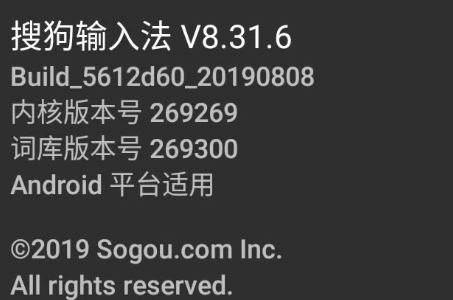 搜狗输入法 V8.31.6
Build_5612d60_20190808
内核版本号 269269
词库版本号 269300
Android 平台适用
©2019 Sogou.com Inc.
All rights reserved.